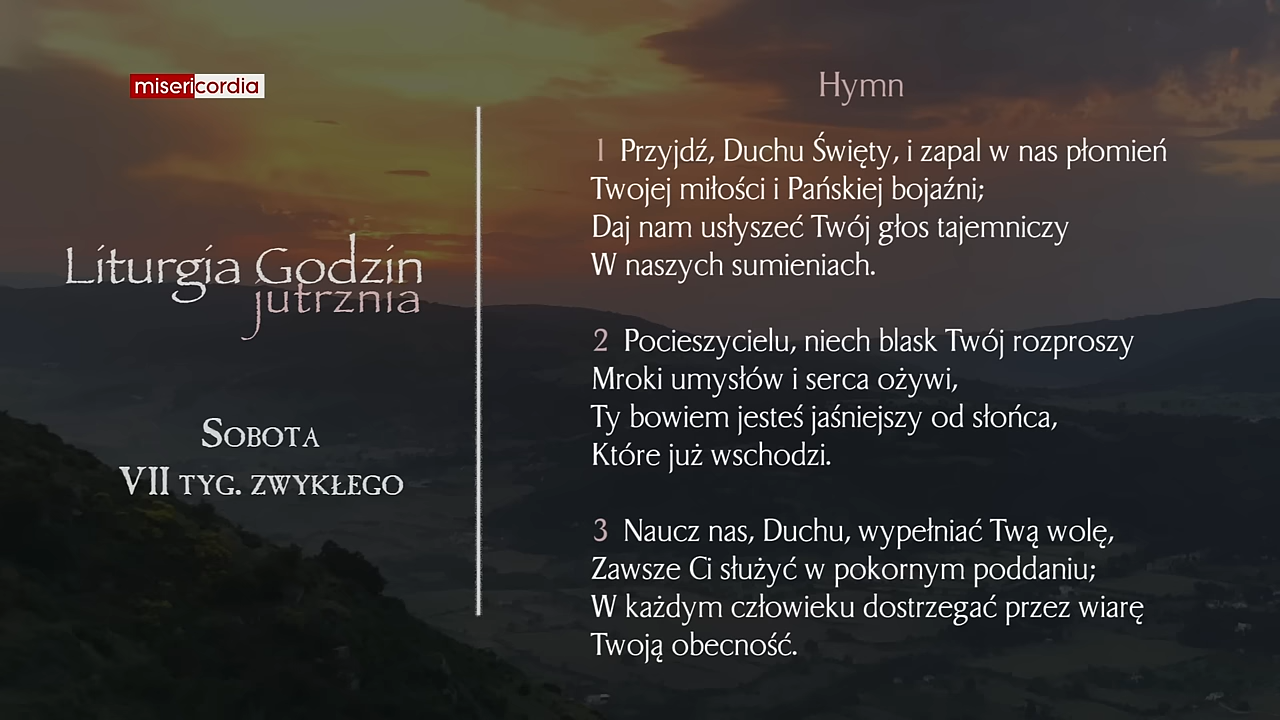 misericordia
Liturgia Godzin
jutrznia
Sobota
VII tyg. zwykłego
Hymn
1 Przyjdź, Duchu Święty, i zapal w nas płomień
Twojej miłości i Pańskiej bojaźni;
Daj nam usłyszeć Twój głos tajemniczy
W naszych sumieniach.
2 Pocieszycielu, niech blask Twój rozproszy
Mroki umysłów i serca ożywi,
Ty bowiem jesteś jaśniejszy od słońca,
Które już wschodzi.
3 Naucz nas, Duchu, wypełniać Twą wolę,
Zawsze Ci służyć w pokornym poddaniu;
W każdym człowieku dostrzegać przez wiarę
Twoją obecność.